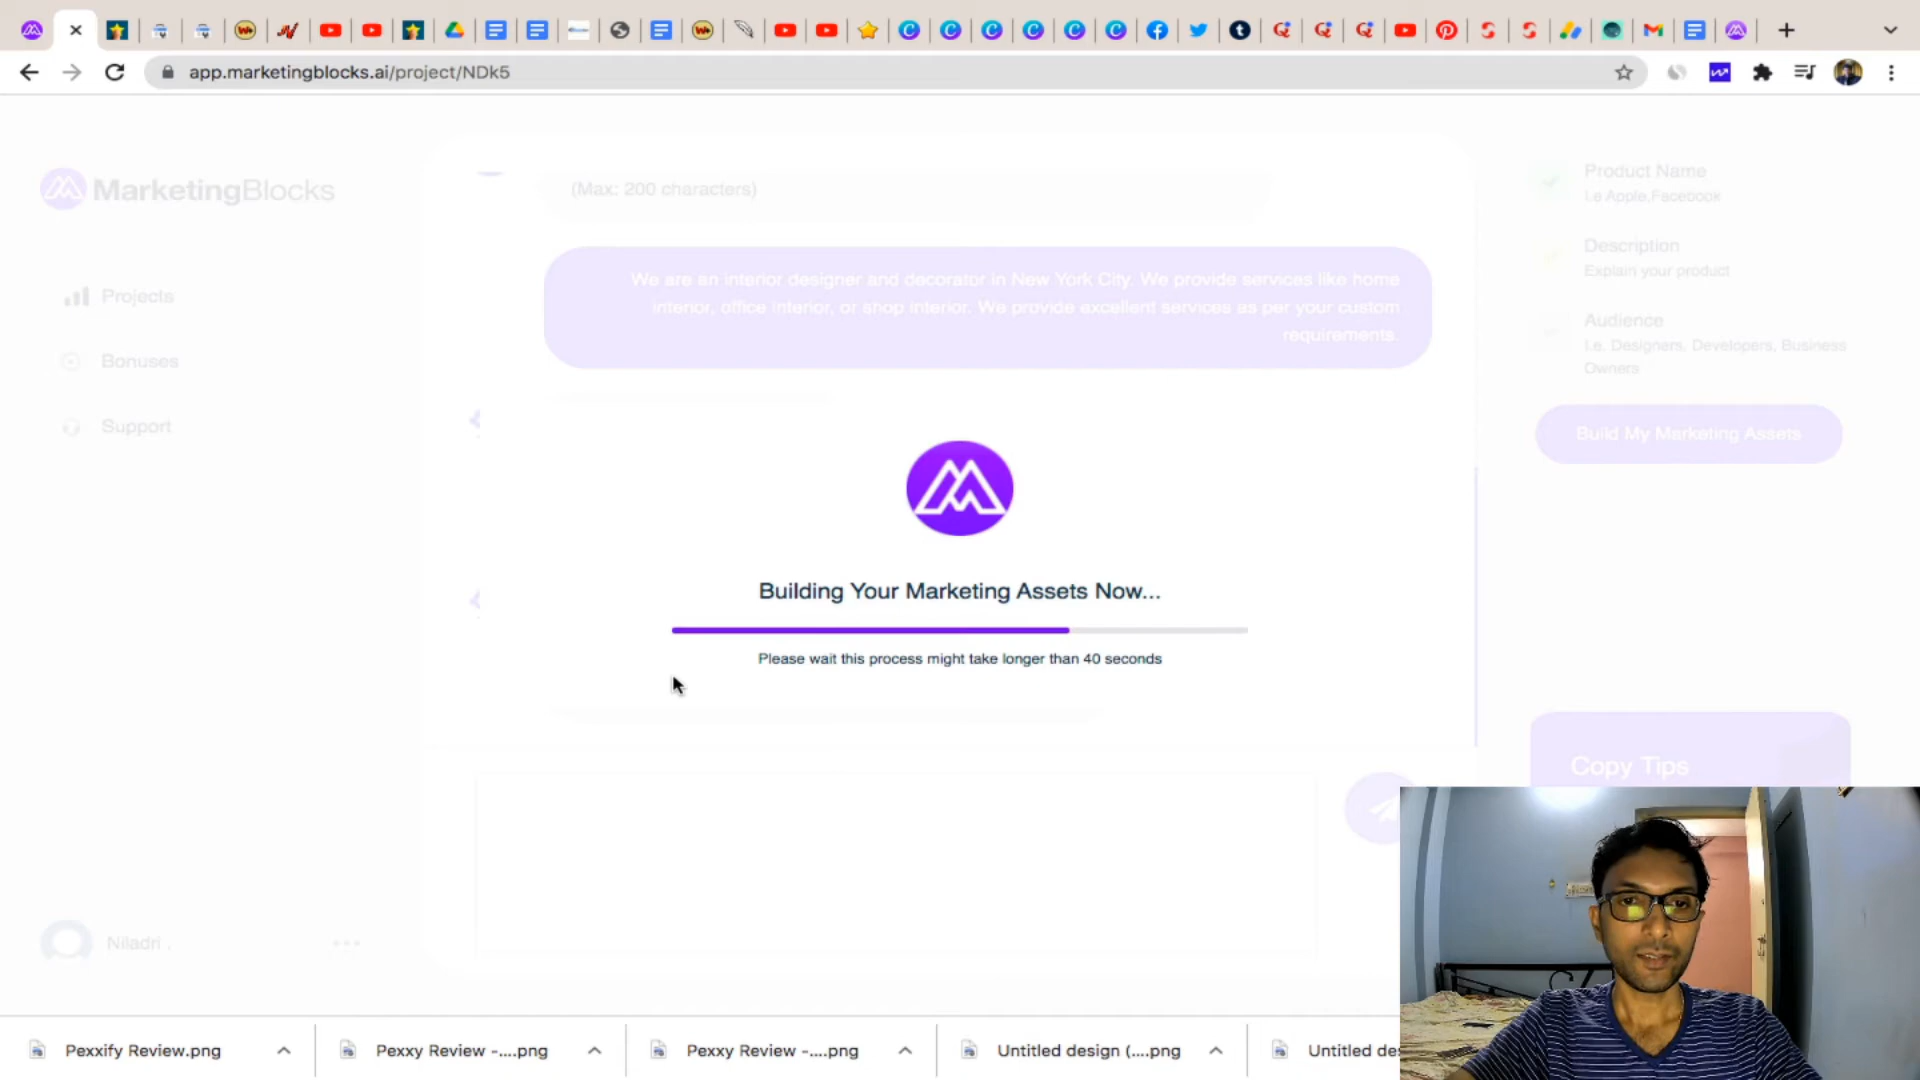 app.marketingblocks.ai/project/NDk5
MarketingBlocks
Projects
Bonuses
Support
Niladri .
(Max: 200 characters)
We are an interior designer and decorator in New York City. We provide services like home
interior, office interior, or shop interior. We provide excellent services as per your custom
requirements.
Building Your Marketing Assets Now...
Please wait this process might take longer than 40 seconds
Product Name
I.e Apple,Facebook
Description
Explain your product
Audience
I.e. Designers, Developers, Business
Owners
Build My Marketing Assets
Copy Tips
Pexxify Review.png
Pexxy Review -....png
Pexxy Review -....png
Untitled design (....png
Untitled des